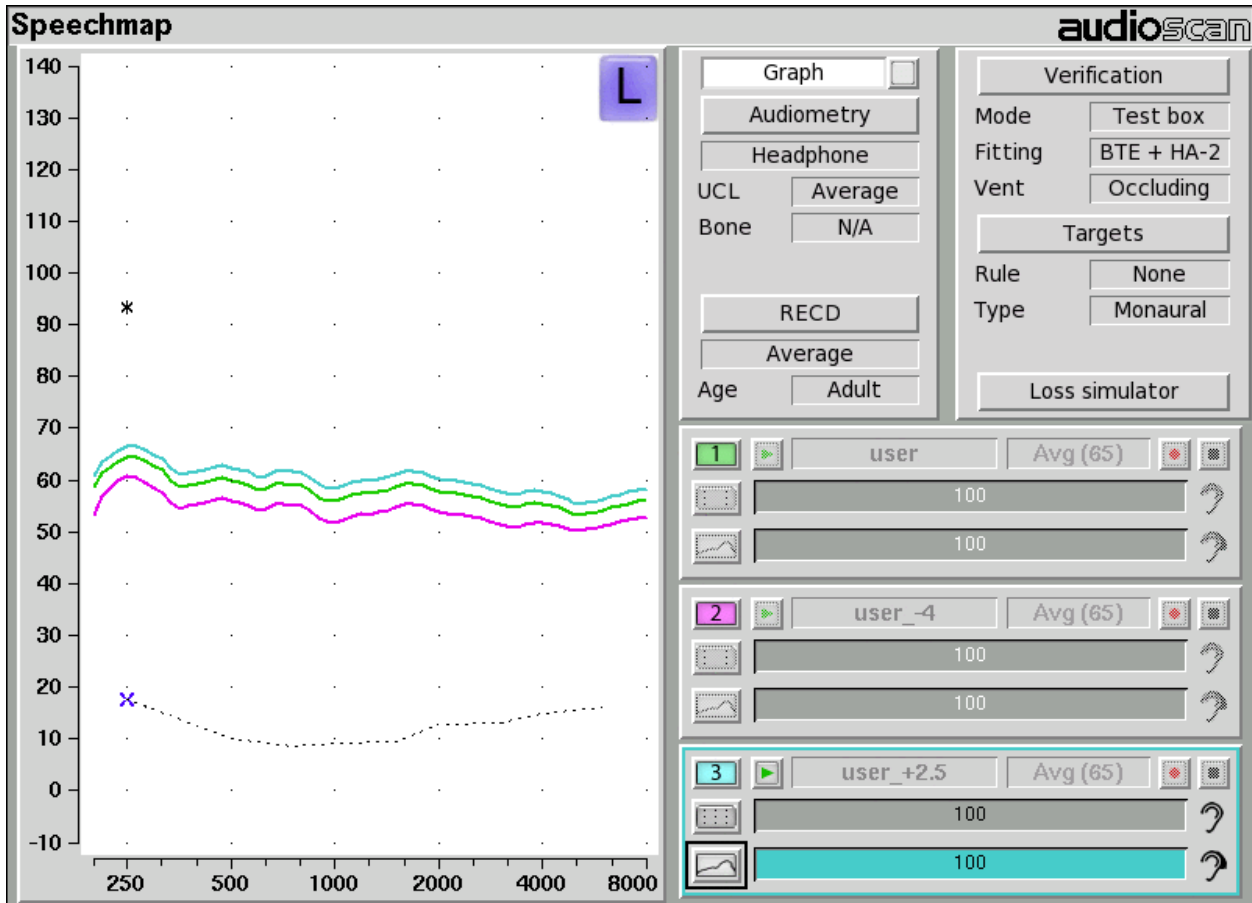 Speechmap
audioscan
140
130
120
110
100
90
80
70
60
50
40
30
20
10
0
-10
250 500 1000 2000 4000 8000
L
Graph
Audiometry
Headphone
UCL Average
Bone N/A
RECD
Average
Age Adult
Verification
Mode Test box
Fitting BTE + HA-2
Vent Occluding
Targets
Rule None
Type Monaural
Loss simulator
1 user Avg (65)
100
100
2 user_-4 Avg (65)
100
100
3 user_+2.5 Avg (65)
100
100